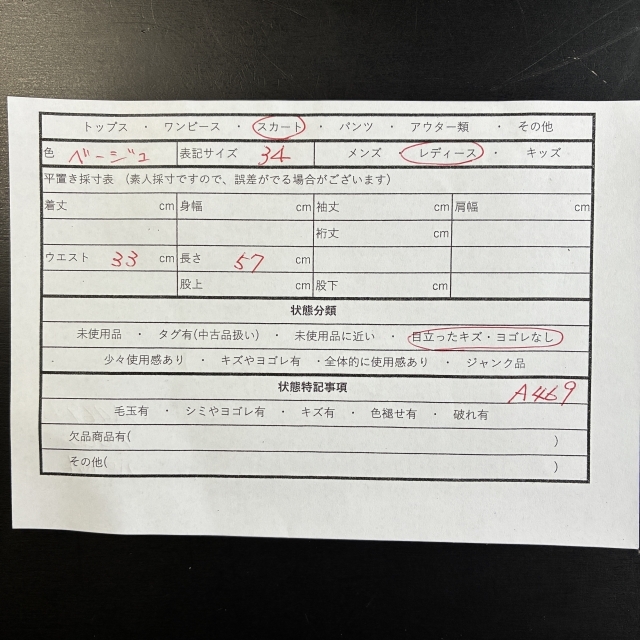 トップス ・ ワンピース ・ スカート ・ パンツ ・ アウター類 ・ その他
色 ベージュ 表記サイズ 34 メンズ ・ レディース ・ キッズ
平置き採寸表 (素人採寸ですので、誤差がでる場合がございます)
着丈 cm 身幅 cm 袖丈 cm 肩幅 cm
裄丈 cm
ウエスト 33 cm 長さ 57 cm
股上 cm 股下 cm
状態分類
未使用品 ・ タグ有(中古品扱い) ・ 未使用品に近い ・ 目立ったキズ・ヨゴレなし
少々使用感あり ・ キズやヨゴレ有 ・全体的に使用感あり ・ ジャンク品
状態特記事項 A469
毛玉有 ・ シミやヨゴレ有 ・ キズ有 ・ 色褪せ有 ・ 破れ有
欠品商品有( )
その他( )